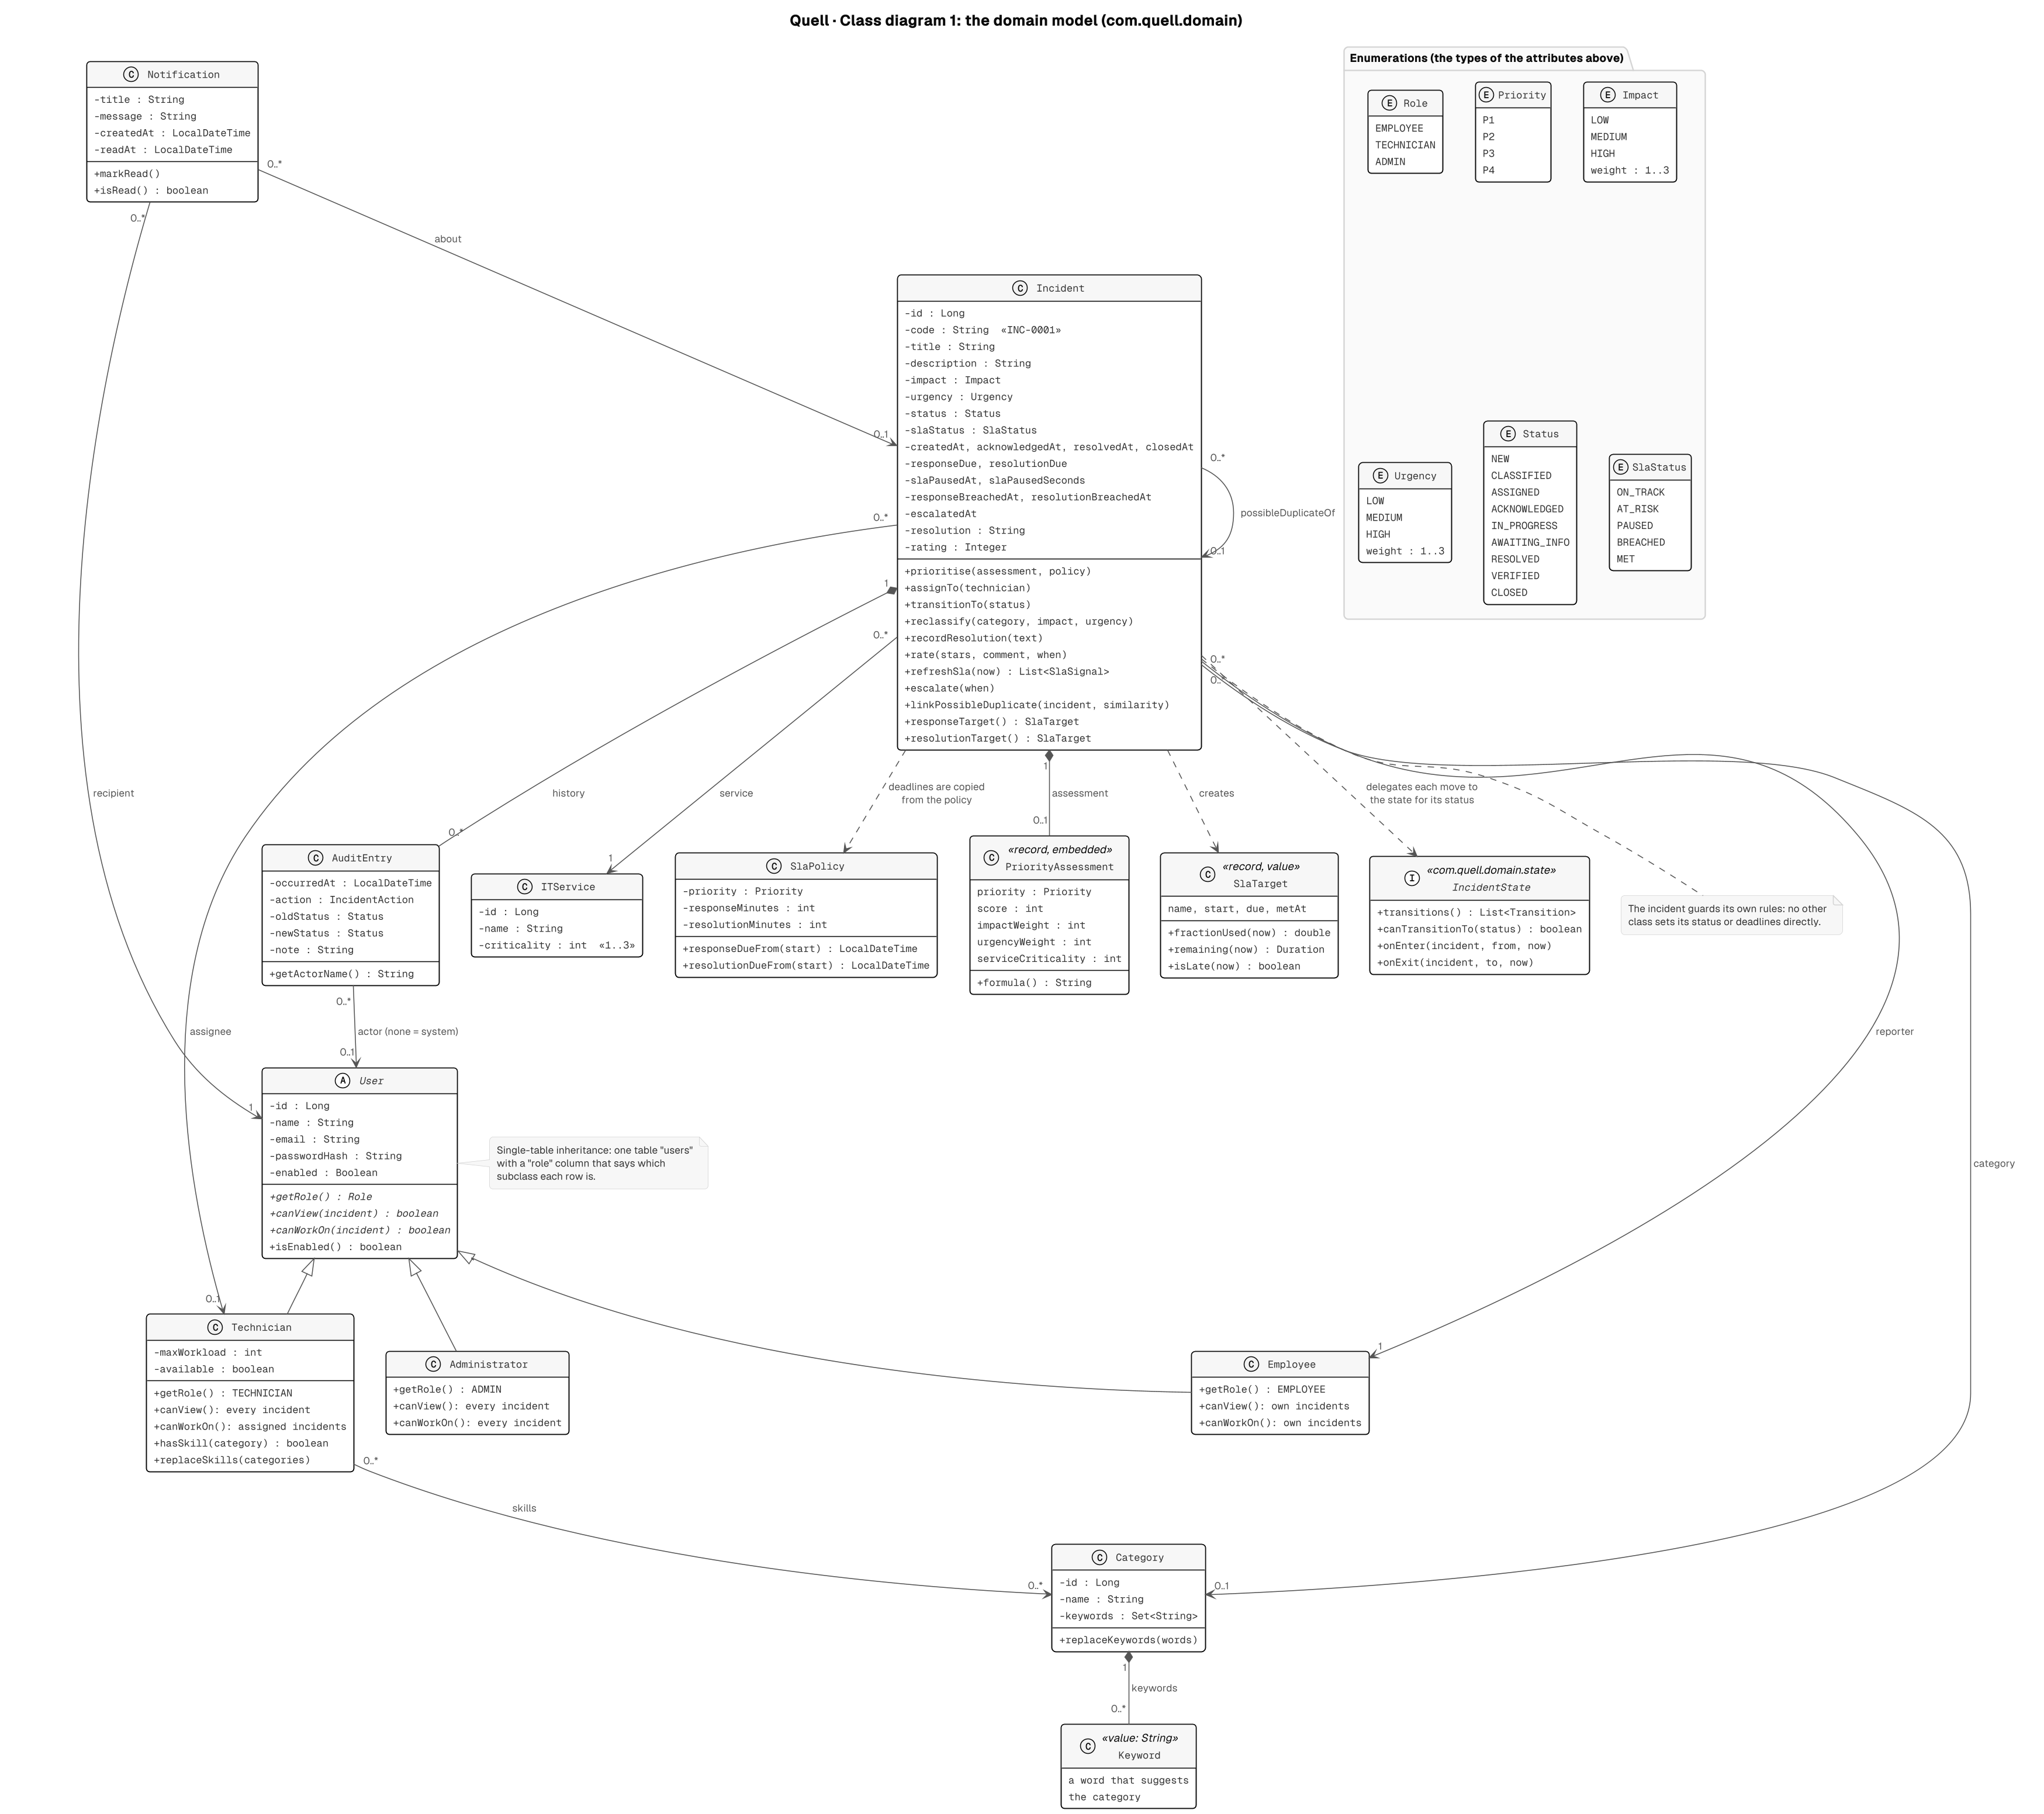 Quell · Class diagram 1: the domain model (com.quell.domain)
C Notification
-title : String
-message : String
-createdAt : LocalDateTime
-readAt : LocalDateTime
+markRead()
+isRead() : boolean
0..*
0..*
about
recipient
Enumerations (the types of the attributes above)
E Role
EMPLOYEE
TECHNICIAN
ADMIN
E Priority
P1
P2
P3
P4
E Impact
LOW
MEDIUM
HIGH
weight : 1..3
E Urgency
LOW
MEDIUM
HIGH
weight : 1..3
E Status
NEW
CLASSIFIED
ASSIGNED
ACKNOWLEDGED
IN_PROGRESS
AWAITING_INFO
RESOLVED
VERIFIED
CLOSED
E SlaStatus
ON_TRACK
AT_RISK
PAUSED
BREACHED
MET
C Incident
-id : Long
-code : String «INC-0001»
-title : String
-description : String
-impact : Impact
-urgency : Urgency
-status : Status
-slaStatus : SlaStatus
-createdAt, acknowledgedAt, resolvedAt, closedAt
-responseDue, resolutionDue
-slaPausedAt, slaPausedSeconds
-responseBreachedAt, resolutionBreachedAt
-escalatedAt
-resolution : String
-rating : Integer
+prioritise(assessment, policy)
+assignTo(technician)
+transitionTo(status)
+reclassify(category, impact, urgency)
+recordResolution(text)
+rate(stars, comment, when)
+refreshSla(now) : List<SlaSignal>
+escalate(when)
+linkPossibleDuplicate(incident, similarity)
+responseTarget() : SlaTarget
+resolutionTarget() : SlaTarget
0..1
0..*
1
0..*
0..*
possibleDuplicateOf
0..1
0..*
0..*
1
history
service
deadlines are copied
from the policy
assessment
creates
delegates each move to
the state for its status
0..*
1
0..1
C AuditEntry
-occurredAt : LocalDateTime
-action : IncidentAction
-oldStatus : Status
-newStatus : Status
-note : String
+getActorName() : String
C ITService
-id : Long
-name : String
-criticality : int «1..3»
C SlaPolicy
-priority : Priority
-responseMinutes : int
-resolutionMinutes : int
+responseDueFrom(start) : LocalDateTime
+resolutionDueFrom(start) : LocalDateTime
C «record, embedded»
PriorityAssessment
priority : Priority
score : int
impactWeight : int
urgencyWeight : int
serviceCriticality : int
+formula() : String
C «record, value»
SlaTarget
name, start, due, metAt
+fractionUsed(now) : double
+remaining(now) : Duration
+isLate(now) : boolean
I «com.quell.domain.state»
IncidentState
+transitions() : List<Transition>
+canTransitionTo(status) : boolean
+onEnter(incident, from, now)
+onExit(incident, to, now)
The incident guards its own rules: no other
class sets its status or deadlines directly.
0..*
assignee
actor (none = system)
reporter
0..1
1
A User
-id : Long
-name : String
-email : String
-passwordHash : String
-enabled : Boolean
+getRole() : Role
+canView(incident) : boolean
+canWorkOn(incident) : boolean
+isEnabled() : boolean
Single-table inheritance: one table "users"
with a "role" column that says which
subclass each row is.
category
0..1
C Technician
-maxWorkload : int
-available : boolean
+getRole() : TECHNICIAN
+canView(): every incident
+canWorkOn(): assigned incidents
+hasSkill(category) : boolean
+replaceSkills(categories)
C Administrator
+getRole() : ADMIN
+canView(): every incident
+canWorkOn(): every incident
1
C Employee
+getRole() : EMPLOYEE
+canView(): own incidents
+canWorkOn(): own incidents
0..*
skills
0..*
0..1
C Category
-id : Long
-name : String
-keywords : Set<String>
+replaceKeywords(words)
1
keywords
0..*
C «value: String»
Keyword
a word that suggests
the category